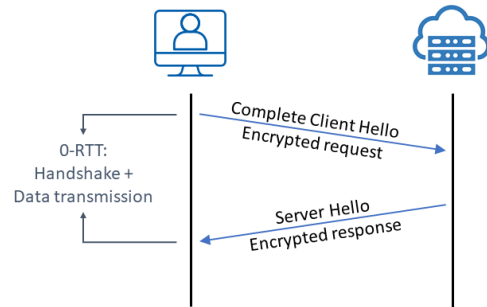 Complete Client Hello
Encrypted request
0-RTT:
Handshake +
Data transmission
Server Hello
Encrypted response